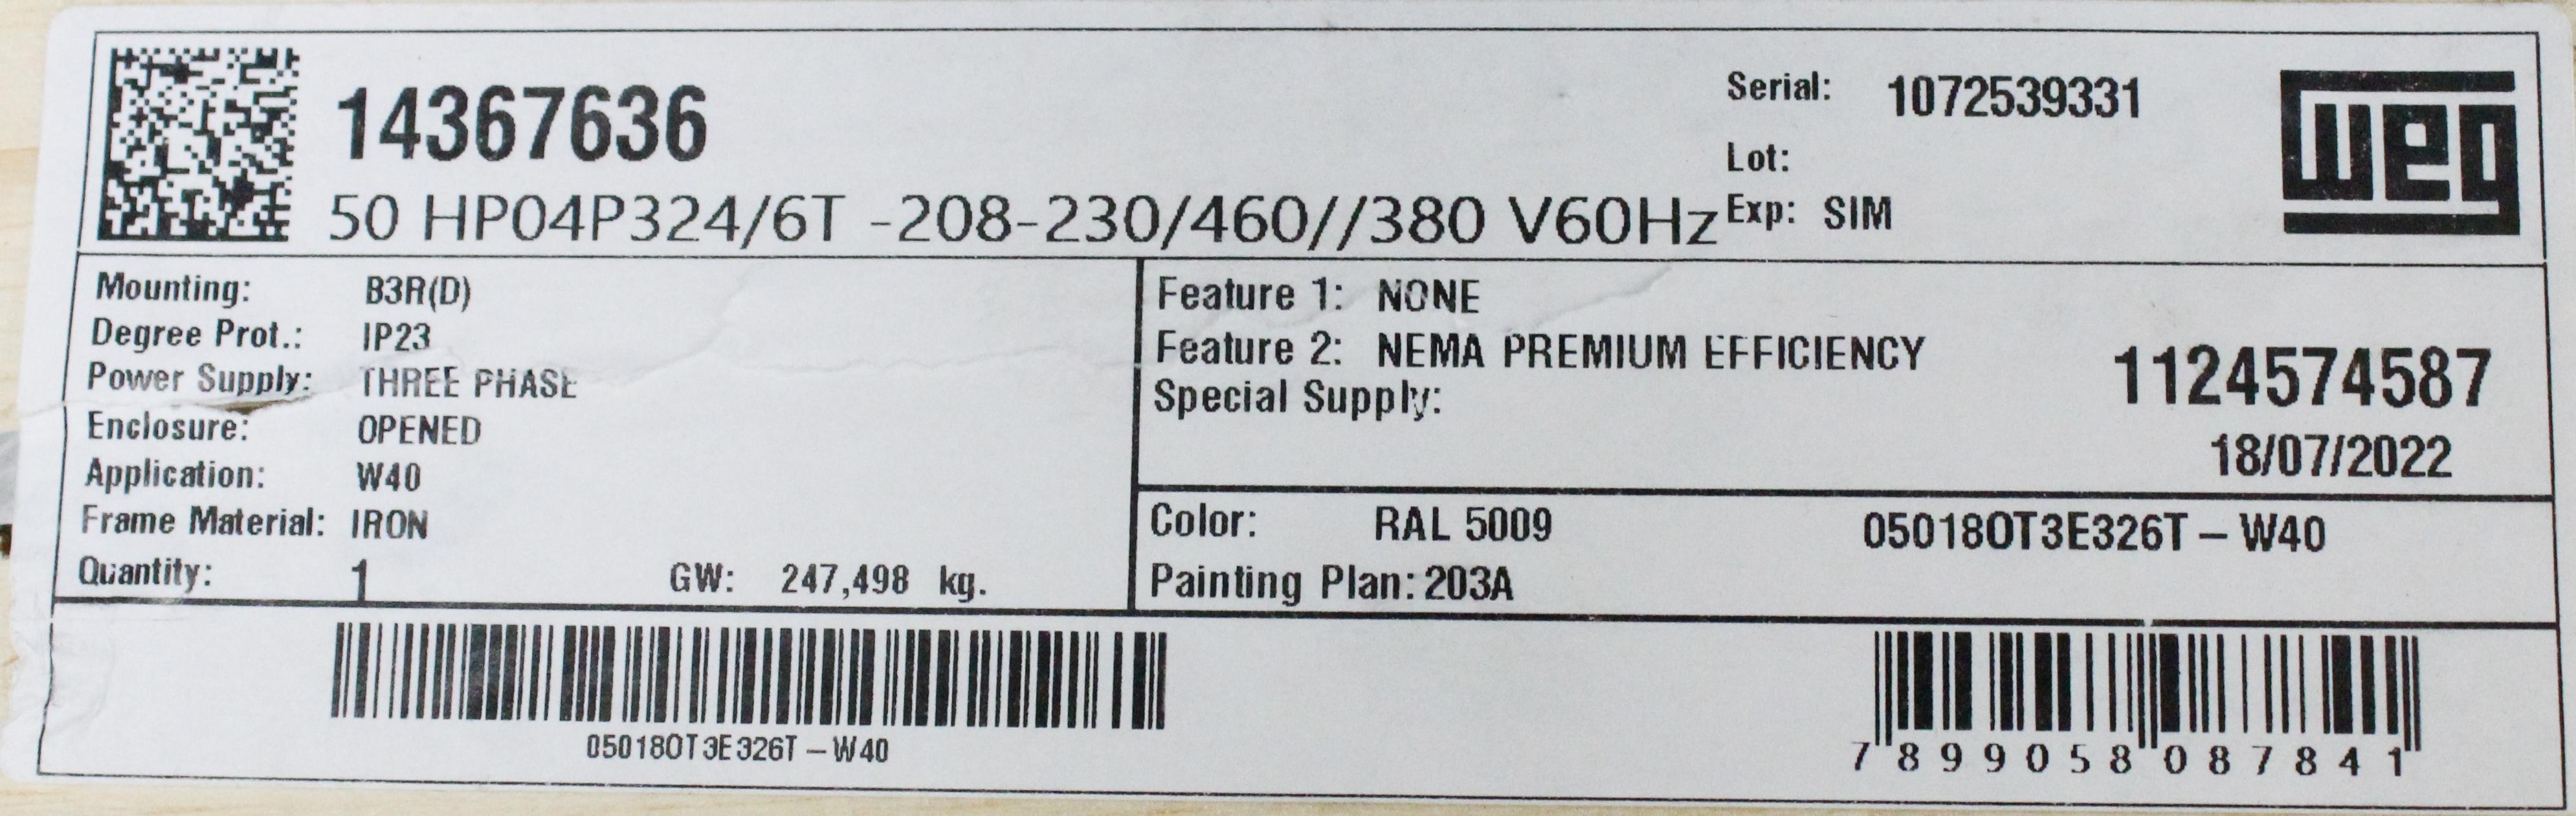 14367636
50 HP04P324/6T -208-230/460//380 V60Hz
Serial: 1072539331
Lot:
Exp: SIM
weg
Mounting: B3R(D)
Degree Prot.: IP23
Power Supply: THREE PHASE
Enclosure: OPENED
Application: W40
Frame Material: IRON
Quantity: 1 GW: 247,498 kg.
Feature 1: NONE
Feature 2: NEMA PREMIUM EFFICIENCY
Special Supply:
1124574587
18/07/2022
Color: RAL 5009
Painting Plan: 203A
05018OT3E326T – W40
05018OT3E326T – W40
7 899058 087841